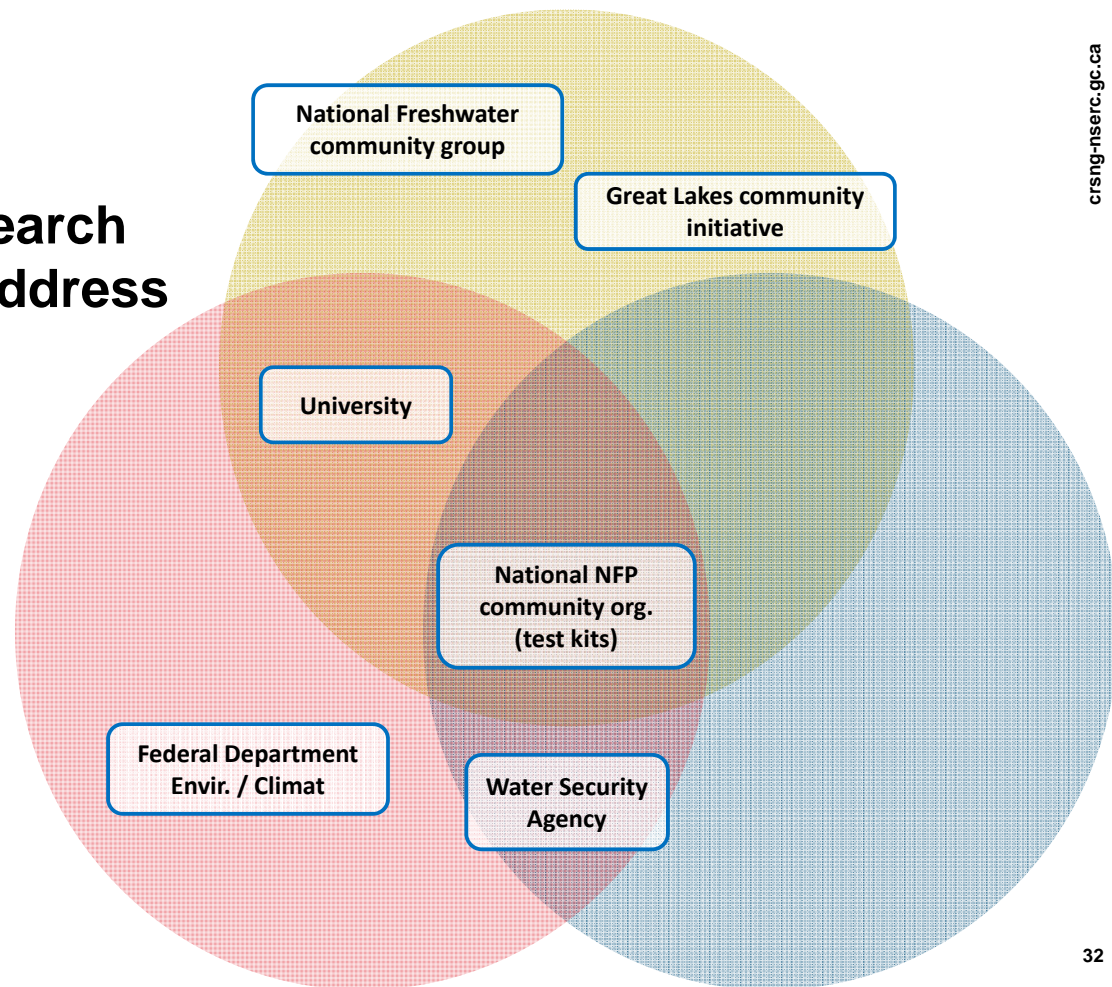 crsng-nserc.gc.ca
National Freshwater
community group
Great Lakes community
initiative
earch
ddress
University
National NFP
community org.
(test kits)
Federal Department
Envir. / Climat
Water Security
Agency
32